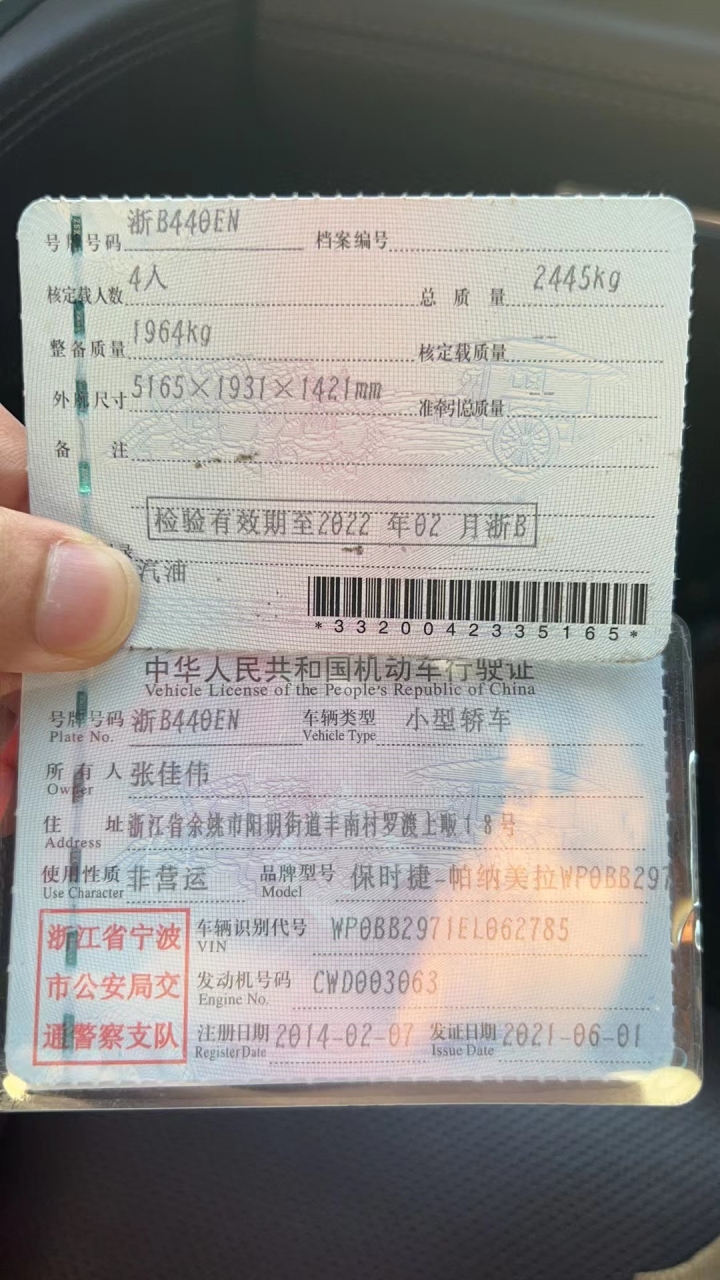 号牌号码 浙B440EN 档案编号
核定载人数 4人 总质量 2445kg
整备质量 1964kg 核定载质量 --
外廓尺寸 5165×1931×1421mm 准牵引总质量 --
备注
检验有效期至2022 年02 月浙B
汽油
*3320042335165*
中华人民共和国机动车行驶证
Vehicle License of the People's Republic of China
号牌号码 浙B440EN 车辆类型 小型轿车
Plate No. Vehicle Type
所有人 张佳伟
Owner
住址 浙江省余姚市阳明街道丰南村罗渡上畈18号
Address
使用性质 非营运 品牌型号 保时捷-帕纳美拉WP0BB297
Use Character Model
浙江省宁波
市公安局交
通警察支队
车辆识别代号 WP0BB2971EL062785
VIN
发动机号码 CWD003063
Engine No.
注册日期 2014-02-07 发证日期 2021-06-01
Register Date Issue Date